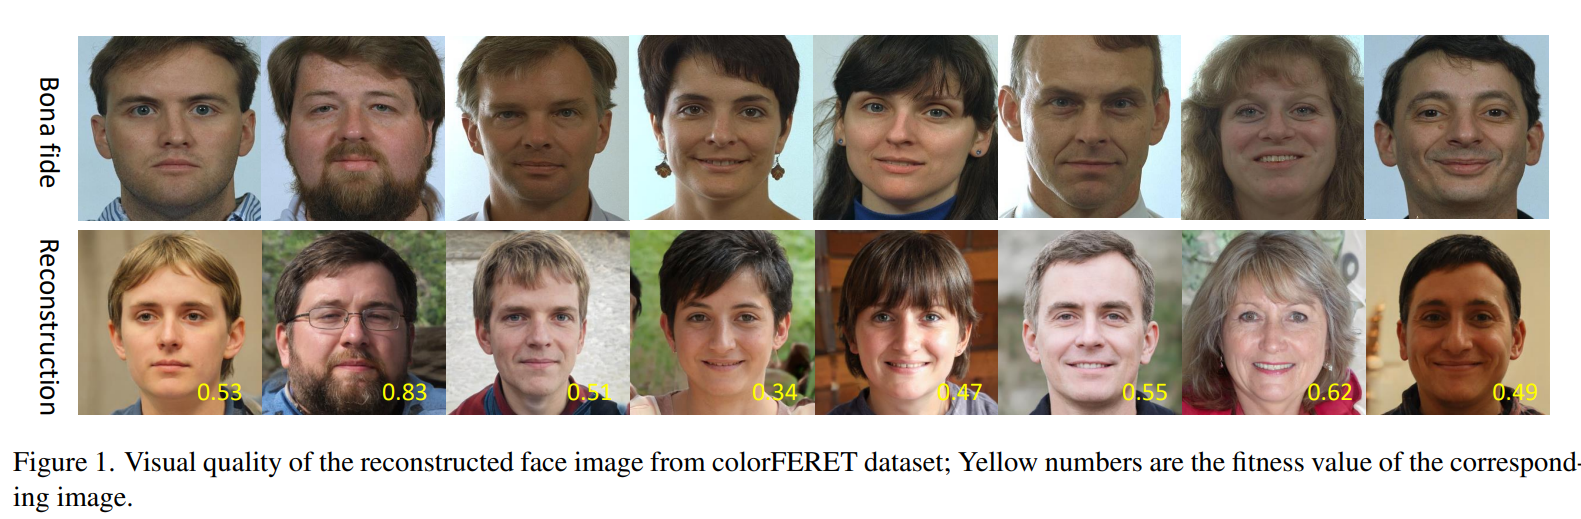 Bona fide
Reconstruction
0.53
0.83
0.51
0.34
0.47
0.55
0.62
0.49
Figure 1. Visual quality of the reconstructed face image from colorFERET dataset; Yellow numbers are the fitness value of the correspond-
ing image.